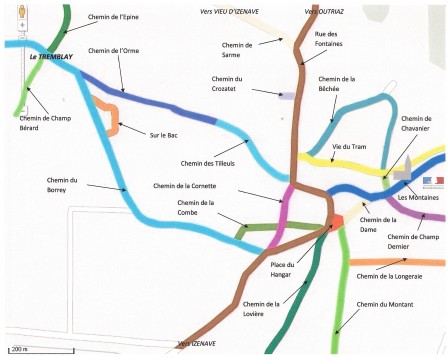 Vers VIEU D'IZENAVE
Vers OUTRIAZ
Chemin de l'Epine
Chemin de
Sarme
Rue des
Fontaines
Chemin de l'Orme
Le TREMBLAY
Chemin du
Crozatet
Chemin de la
Bêchée
Chemin de Champ
Bérard
Sur le Bac
Chemin de
Chavanier
Vie du Tram
Chemin des Tilleuls
Chemin du
Borrey
Chemin de la Cornette
Les Montaines
Chemin de la
Combe
Chemin de la
Dame
Chemin de Champ
Dernier
Place du
Hangar
Chemin de la Longeraie
Chemin de la
Lovière
Chemin du Montant
Vers IZENAVE
200 m